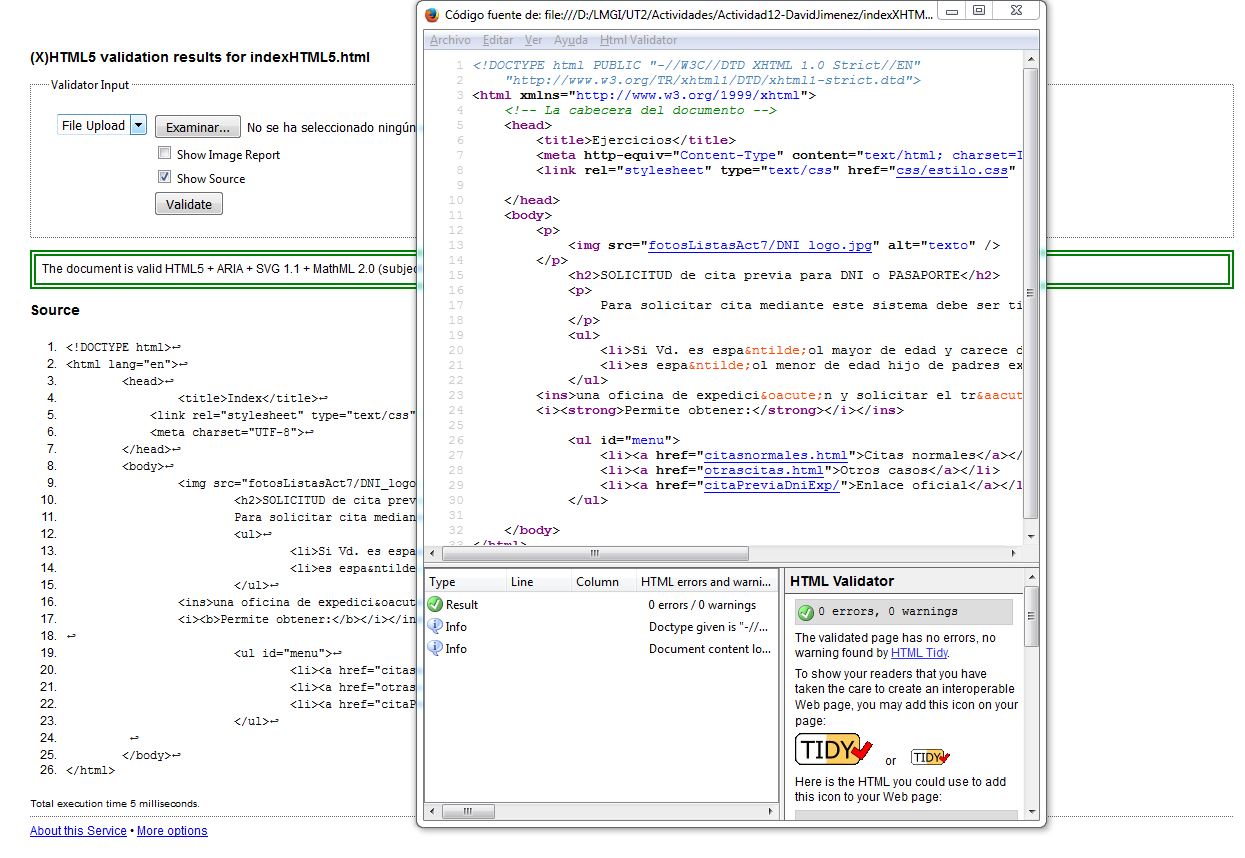 (X)HTML5 validation results for indexHTML5.html
Validator Input
File Upload Examinar... No se ha seleccionado ningún
Show Image Report
Show Source
Validate
The document is valid HTML5 + ARIA + SVG 1.1 + MathML 2.0 (subjec
Source
1. <!DOCTYPE html>↩
2. <html lang="en">↩
3. <head>↩
4. <title>Index</title>↩
5. <link rel="stylesheet" type="text/css"
6. <meta charset="UTF-8">↩
7. </head>↩
8. <body>↩
9. <img src="fotosListasAct7/DNI_logo
10. <h2>SOLICITUD de cita prev
11. Para solicitar cita median
12. <ul>↩
13. <li>Si Vd. es espa
14. <li>es espa&ntilde
15. </ul>↩
16. <ins>una oficina de expedici&oacut
17. <i><b>Permite obtener:</b></i></in
18. ↩
19. <ul id="menu">↩
20. <li><a href="citas
21. <li><a href="otras
22. <li><a href="citaP
23. </ul>↩
24. ↩
25. </body>↩
26. </html>
Total execution time 5 milliseconds.
About this Service • More options
Código fuente de: file:///D:/LMGI/UT2/Actividades/Actividad12-DavidJimenez/indexXHTM...
Archivo Editar Ver Ayuda Html Validator
1 <!DOCTYPE html PUBLIC "-//W3C//DTD XHTML 1.0 Strict//EN"
2 "http://www.w3.org/TR/xhtml1/DTD/xhtml1-strict.dtd">
3 <html xmlns="http://www.w3.org/1999/xhtml">
4 <!-- La cabecera del documento -->
5 <head>
6 <title>Ejercicios</title>
7 <meta http-equiv="Content-Type" content="text/html; charset=I
8 <link rel="stylesheet" type="text/css" href="css/estilo.css"
9
10 </head>
11 <body>
12 <p>
13 <img src="fotosListasAct7/DNI_logo.jpg" alt="texto" />
14 </p>
15 <h2>SOLICITUD de cita previa para DNI o PASAPORTE</h2>
16 <p>
17 Para solicitar cita mediante este sistema debe ser ti
18 </p>
19 <ul>
20 <li>Si Vd. es espa&ntilde;ol mayor de edad y carece d
21 <li>es espa&ntilde;ol menor de edad hijo de padres ex
22 </ul>
23 <ins>una oficina de expedici&oacute;n y solicitar el tr&aacut
24 <i><strong>Permite obtener:</strong></i></ins>
25
26 <ul id="menu">
27 <li><a href="citasnormales.html">Citas normales</a></
28 <li><a href="otrascitas.html">Otros casos</a></li>
29 <li><a href="citaPreviaDniExp/">Enlace oficial</a></l
30 </ul>
31
32 </body>
33 </html>
Type Line Column HTML errors and warni...
Result 0 errors / 0 warnings
Info Doctype given is "-//...
Info Document content lo...
HTML Validator
0 errors, 0 warnings
The validated page has no errors, no
warning found by HTML Tidy.
To show your readers that you have
taken the care to create an interoperable
Web page, you may add this icon on your
page:
TIDY or TIDY
Here is the HTML you could use to add
this icon to your Web page: